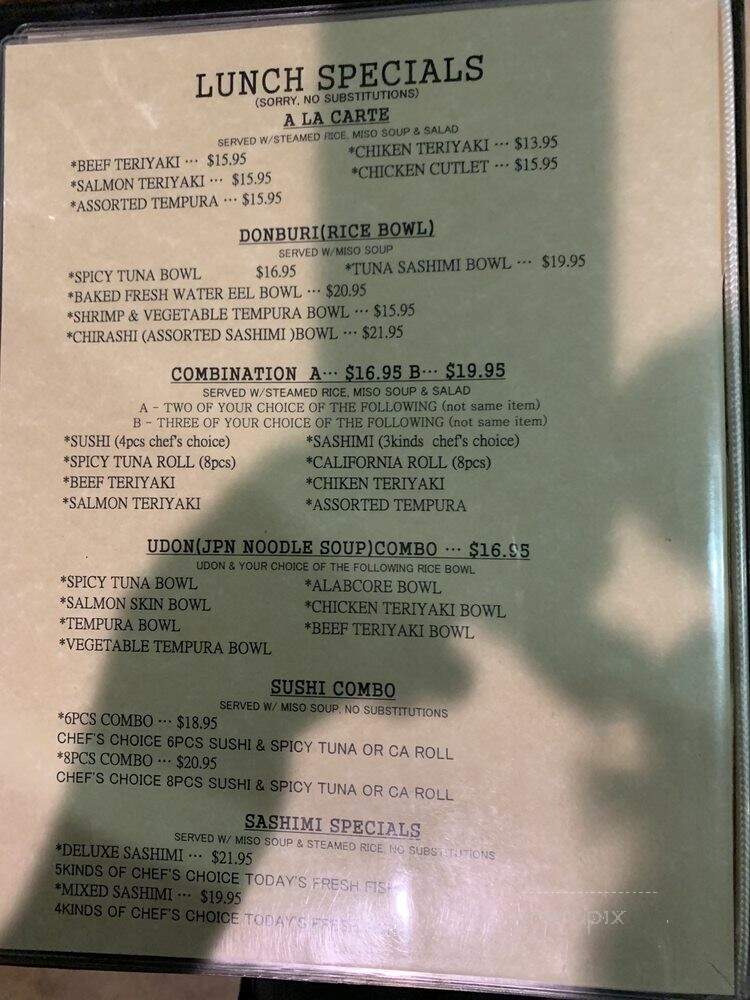 LUNCH SPECIALS
(SORRY, NO SUBSTITUTIONS)
A LA CARTE
SERVED W/STEAMED RICE, MISO SOUP & SALAD
*BEEF TERIYAKI ··· $15.95 *CHIKEN TERIYAKI ··· $13.95
*SALMON TERIYAKI ··· $15.95 *CHICKEN CUTLET ··· $15.95
*ASSORTED TEMPURA ··· $15.95
DONBURI(RICE BOWL)
SERVED W/MISO SOUP
*SPICY TUNA BOWL $16.95 *TUNA SASHIMI BOWL ··· $19.95
*BAKED FRESH WATER EEL BOWL ··· $20.95
*SHRIMP & VEGETABLE TEMPURA BOWL ··· $15.95
*CHIRASHI (ASSORTED SASHIMI )BOWL ··· $21.95
COMBINATION A··· $16.95 B··· $19.95
SERVED W/STEAMED RICE, MISO SOUP & SALAD
A - TWO OF YOUR CHOICE OF THE FOLLOWING (not same item)
B - THREE OF YOUR CHOICE OF THE FOLLOWING (not same item)
*SUSHI (4pcs chef's choice) *SASHIMI (3kinds chef's choice)
*SPICY TUNA ROLL (8pcs) *CALIFORNIA ROLL (8pcs)
*BEEF TERIYAKI *CHIKEN TERIYAKI
*SALMON TERIYAKI *ASSORTED TEMPURA
UDON(JPN NOODLE SOUP)COMBO ··· $16.95
UDON & YOUR CHOICE OF THE FOLLOWING RICE BOWL
*SPICY TUNA BOWL *ALABCORE BOWL
*SALMON SKIN BOWL *CHICKEN TERIYAKI BOWL
*TEMPURA BOWL *BEEF TERIYAKI BOWL
*VEGETABLE TEMPURA BOWL
SUSHI COMBO
SERVED W/ MISO SOUP, NO SUBSTITUTIONS
*6PCS COMBO ··· $18.95
CHEF'S CHOICE 6PCS SUSHI & SPICY TUNA OR CA ROLL
*8PCS COMBO ··· $20.95
CHEF'S CHOICE 8PCS SUSHI & SPICY TUNA OR CA ROLL
SASHIMI SPECIALS
SERVED W/ MISO SOUP & STEAMED RICE, NO SUBSTITUTIONS
*DELUXE SASHIMI ··· $21.95
5KINDS OF CHEF'S CHOICE TODAY'S FRESH FISH
*MIXED SASHIMI ··· $19.95
4KINDS OF CHEF'S CHOICE TODAY'S FRESH